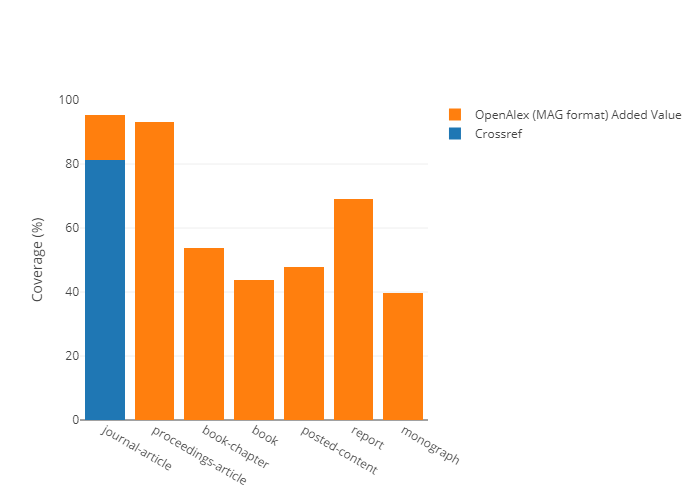 100
80
60
40
20
0
Coverage (%)
journal-article
proceedings-article
book-chapter
book
posted-content
report
monograph
OpenAlex (MAG format) Added Value
Crossref